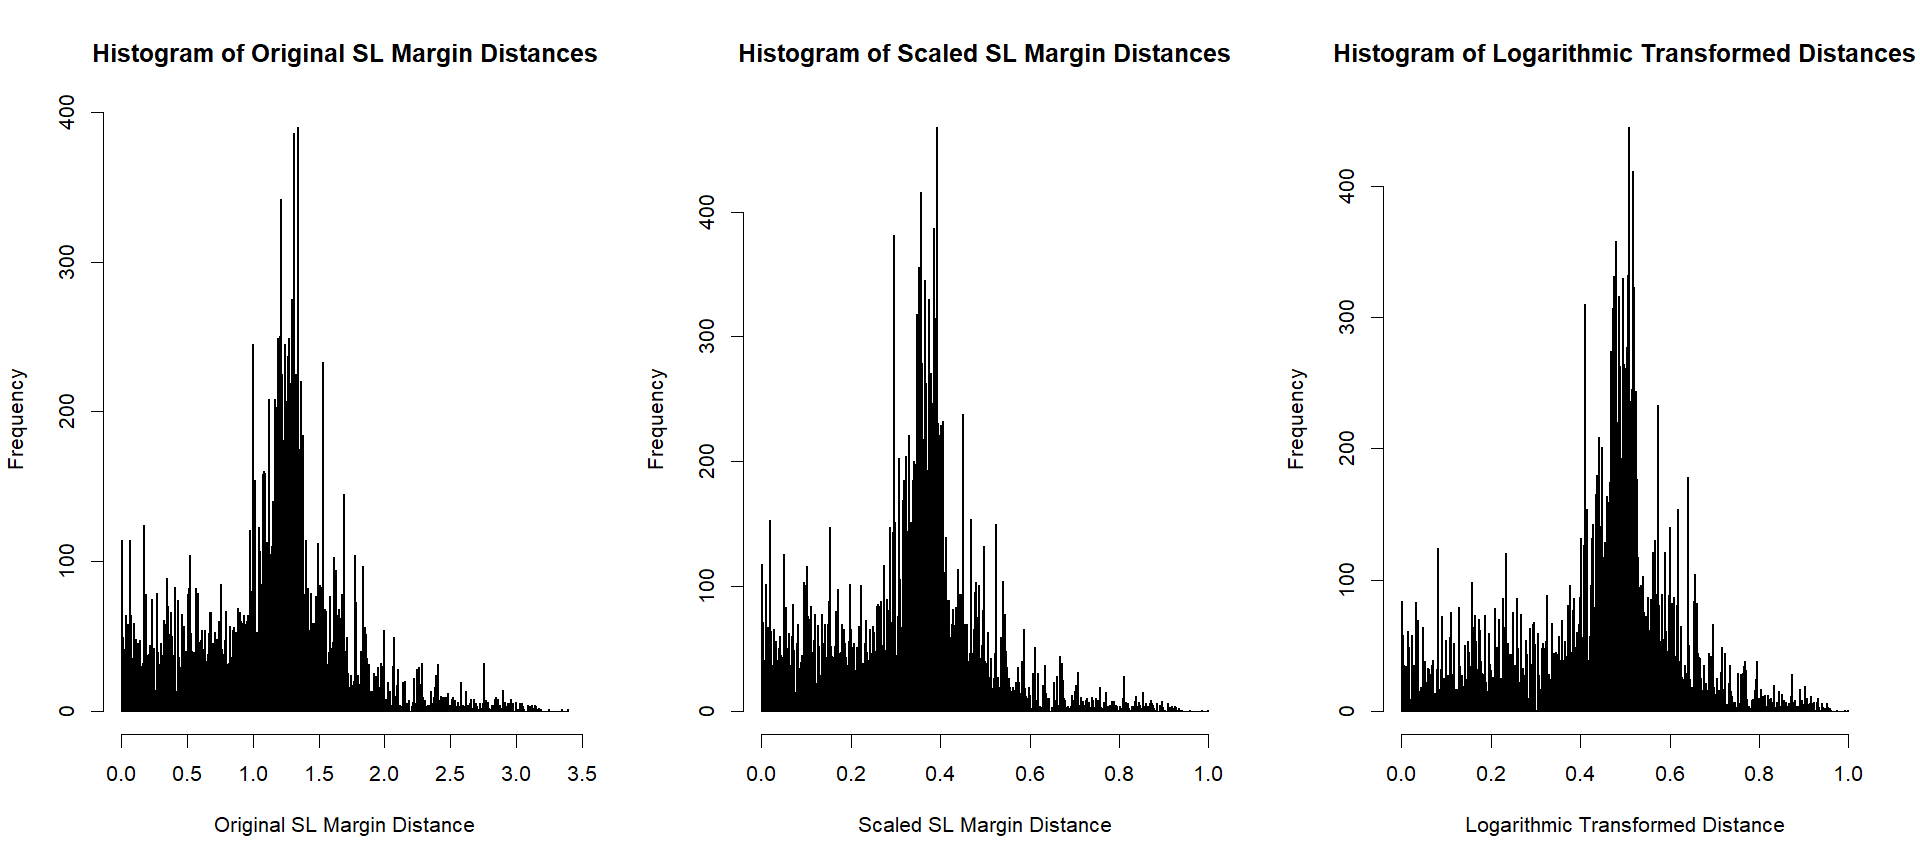 Histogram of Original SL Margin Distances
Frequency
400
300
200
100
0
0.0 0.5 1.0 1.5 2.0 2.5 3.0 3.5
Original SL Margin Distance
Histogram of Scaled SL Margin Distances
Frequency
400
300
200
100
0
0.0 0.2 0.4 0.6 0.8 1.0
Scaled SL Margin Distance
Histogram of Logarithmic Transformed Distances
Frequency
400
300
200
100
0
0.0 0.2 0.4 0.6 0.8 1.0
Logarithmic Transformed Distance